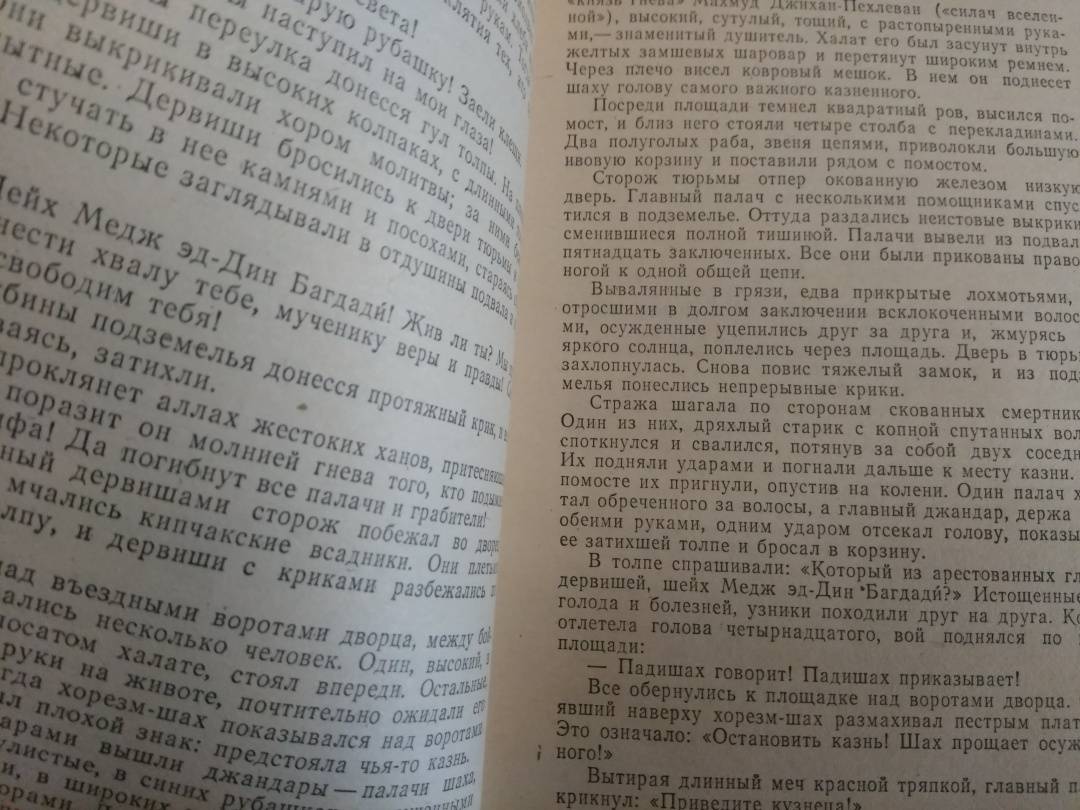 света!
арую рубашку! Заели клещи.
ы наступил на мои глаза!
переулка донесся гул толпы. На
дервиши в высоких колпаках, с длинными
ни выкрикивали хором молитвы; за ними
пытные. Дервиши бросились к двери тюрьмы
стучать в нее камнями и посохами, стараясь
Некоторые заглядывали в отдушины подвала и
Шейх Медж эд-Дин Багдадй! Жив ли ты? Мы
нести хвалу тебе, мученику веры и правды!
свободим тебя!
бины подземелья донесся протяжный крик, и
ваясь, затихли.
проклянет аллах жестоких ханов, притесняющ
поразит он молнией гнева того, кто
ифа! Да погибнут все палачи и грабители!
ный дервишами сторож побежал во дворец
мчались кипчакские всадники. Они плетьм
лпу, и дервиши с криками разбежались
над въездными воротами дворца, между бой-
ались несколько человек. Один, высокий, в
лосатом халате, стоял впереди. Остальные,
руки на животе, почтительно ожидали его
гда хорезм-шах показывался над воротами
ыл плохой знак: предстояла чья-то казнь.
арами вышли джандары — палачи шаха,
улистые, в синих рубашках
и, в широких
«князь гнева» Махмуд Джихан-Пехлеван («силач вселен-
ной»), высокий, сутулый, тощий, с растопыренными рука-
ми,— знаменитый душитель. Халат его был засунут внутрь
желтых замшевых шаровар и перетянут широким ремнем.
Через плечо висел ковровый мешок. В нем он поднесет
шаху голову самого важного казненного.
Посреди площади темнел квадратный ров, высился по-
мост, и близ него стояли четыре столба с перекладинами.
Два полуголых раба, звеня цепями, приволокли большую
ивовую корзину и поставили рядом с помостом.
Сторож тюрьмы отпер окованную железом низкую
дверь. Главный палач с несколькими помощниками спус
тился в подземелье. Оттуда раздались неистовые выкрики
сменившиеся полной тишиной. Палачи вывели из подвал
пятнадцать заключенных. Все они были прикованы право
ногой к одной общей цепи.
Вывалянные в грязи, едва прикрытые лохмотьями,
отросшими в долгом заключении всклокоченными волос
ми, осужденные уцепились друг за друга и, жмурясь
яркого солнца, поплелись через площадь. Дверь в тюрь
захлопнулась. Снова повис тяжелый замок, и из под
мелья понеслись непрерывные крики.
Стража шагала по сторонам скованных смертник
Один из них, дряхлый старик с копной спутанных вол
споткнулся и свалился, потянув за собой двух соседн
Их подняли ударами и погнали дальше к месту казни.
помосте их пригнули, опустив на колени. Один палач х
тал обреченного за волосы, а главный джандар, держа
обеими руками, одним ударом отсекал голову, показы
ее затихшей толпе и бросал в корзину.
В толпе спрашивали: «Который из арестованных гл
дервишей, шейх Медж эд-Дин Багдадй?» Истощенные
голода и болезней, узники походили друг на друга. Ко
отлетела голова четырнадцатого, вой поднялся по
площади:
— Падишах говорит! Падишах приказывает!
Все обернулись к площадке над воротами дворца.
явший наверху хорезм-шах размахивал пестрым плат
Это означало: «Остановить казнь! Шах прощает осуж
ного!»
Вытирая длинный меч красной тряпкой, главный п
крикнул: «Приведите кузнеца!»